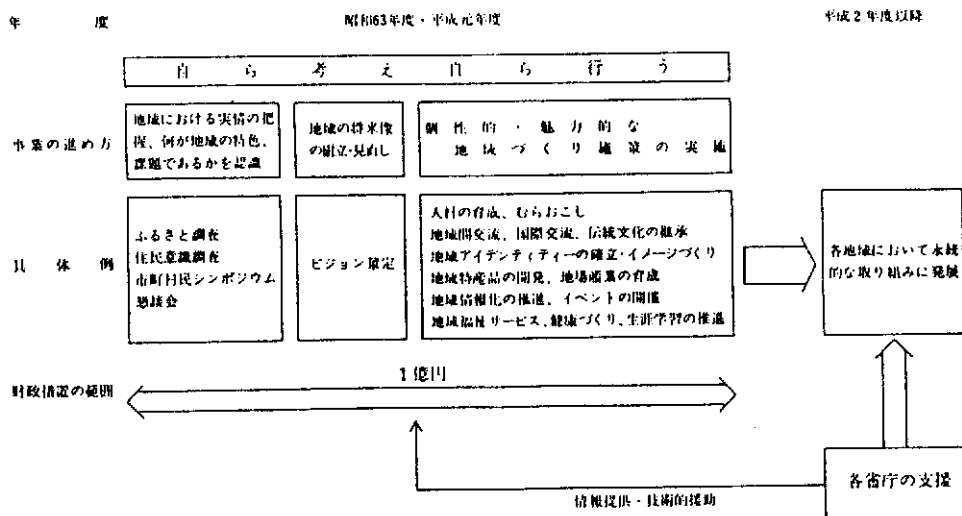 年度
昭和63年度・平成元年度
平成2年度以降
自ら考え自ら行う
事業の進め方
地域における実情の把
握、何が地域の特色、
課題であるかを認識
地域の将来像
の組立・見直し
個性的・魅力的な
地域づくり施策の実施
具体例
ふるさと調査
住民意識調査
市町村民シンポジウム
懇談会
ビジョン策定
人材の育成、むらおこし
地域間交流、国際交流、伝統文化の継承
地域アイデンティティーの確立・イメージづくり
地域特産品の開発、地場産業の育成
地域情報化の推進、イベントの開催
地域福祉サービス、健康づくり、生涯学習の推進
各地域において永続
的な取り組みに発展
財政措置の範囲
1億円
各省庁の支援
情報提供・技術的援助